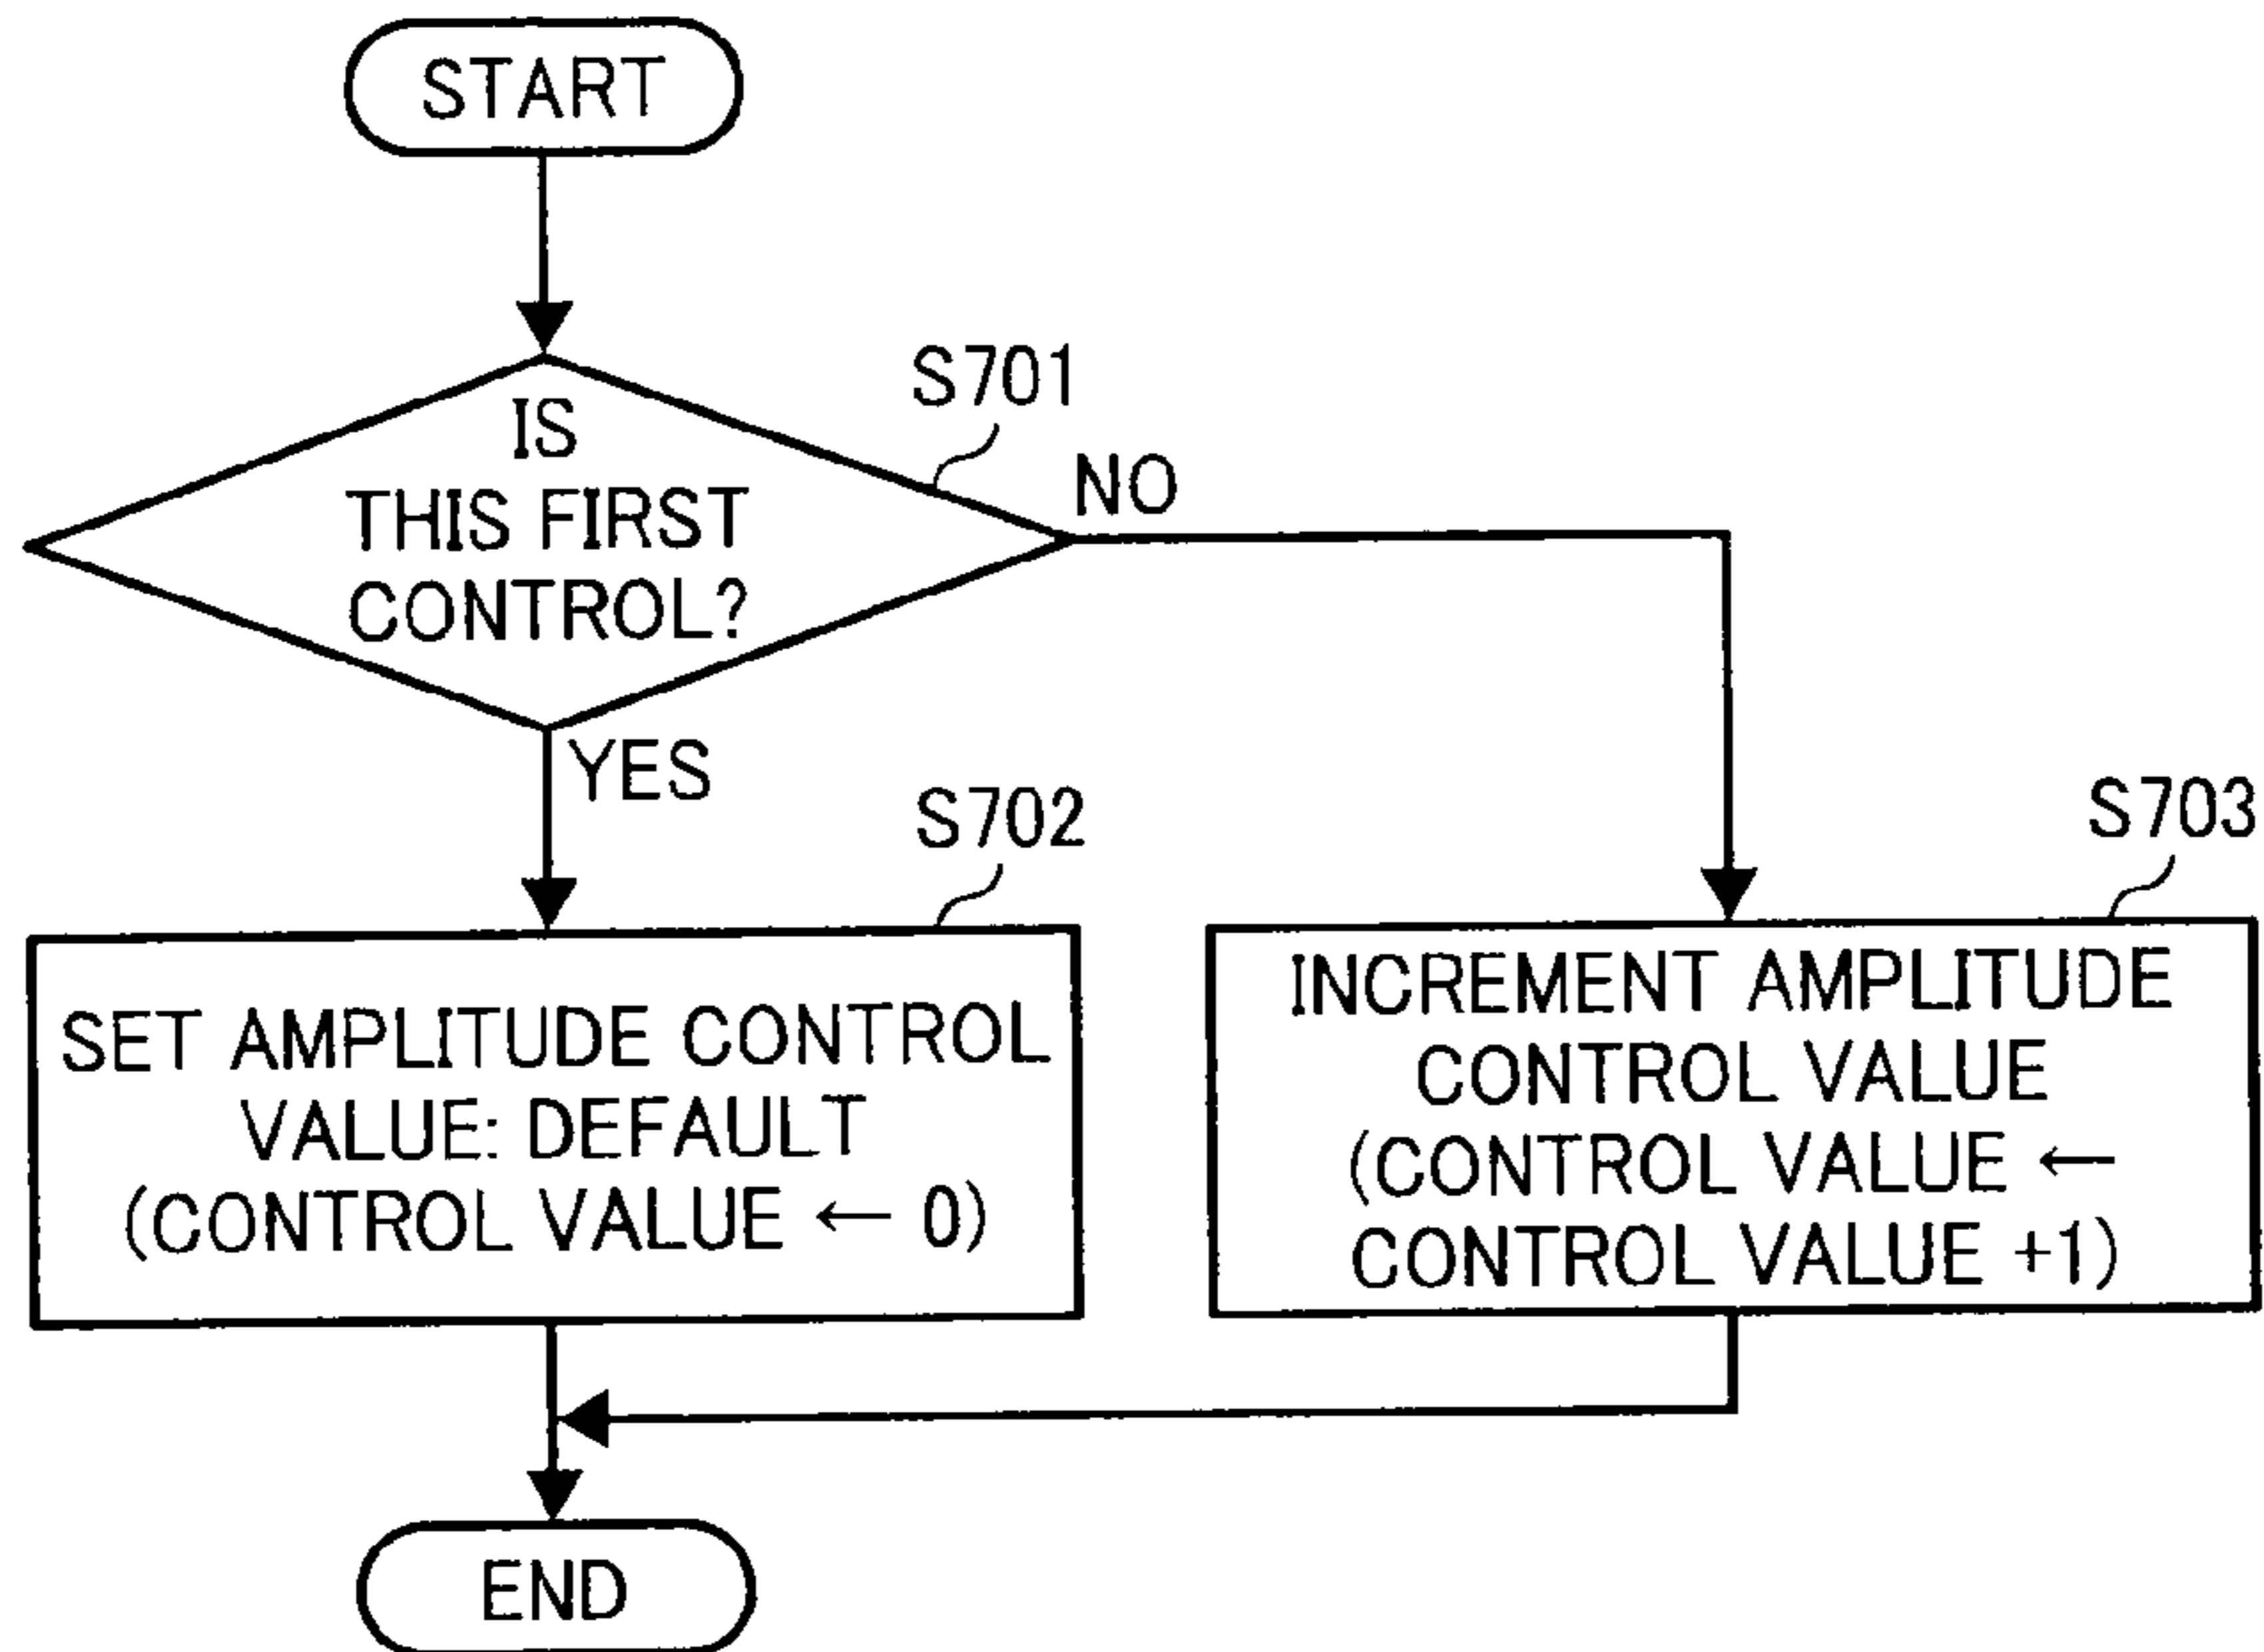 START
S701
IS
THIS FIRST
CONTROL?
NO
YES
S702
SET AMPLITUDE CONTROL
VALUE: DEFAULT
(CONTROL VALUE ← 0)
S703
INCREMENT AMPLITUDE
CONTROL VALUE
(CONTROL VALUE ←
CONTROL VALUE +1)
END